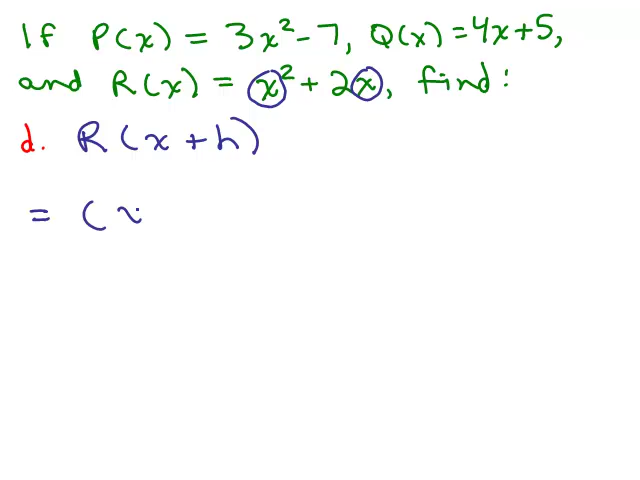 If P(x) = 3x² - 7, Q(x) = 4x + 5,
and R(x) = x² + 2x, find:
d. R(x + h)
= (x